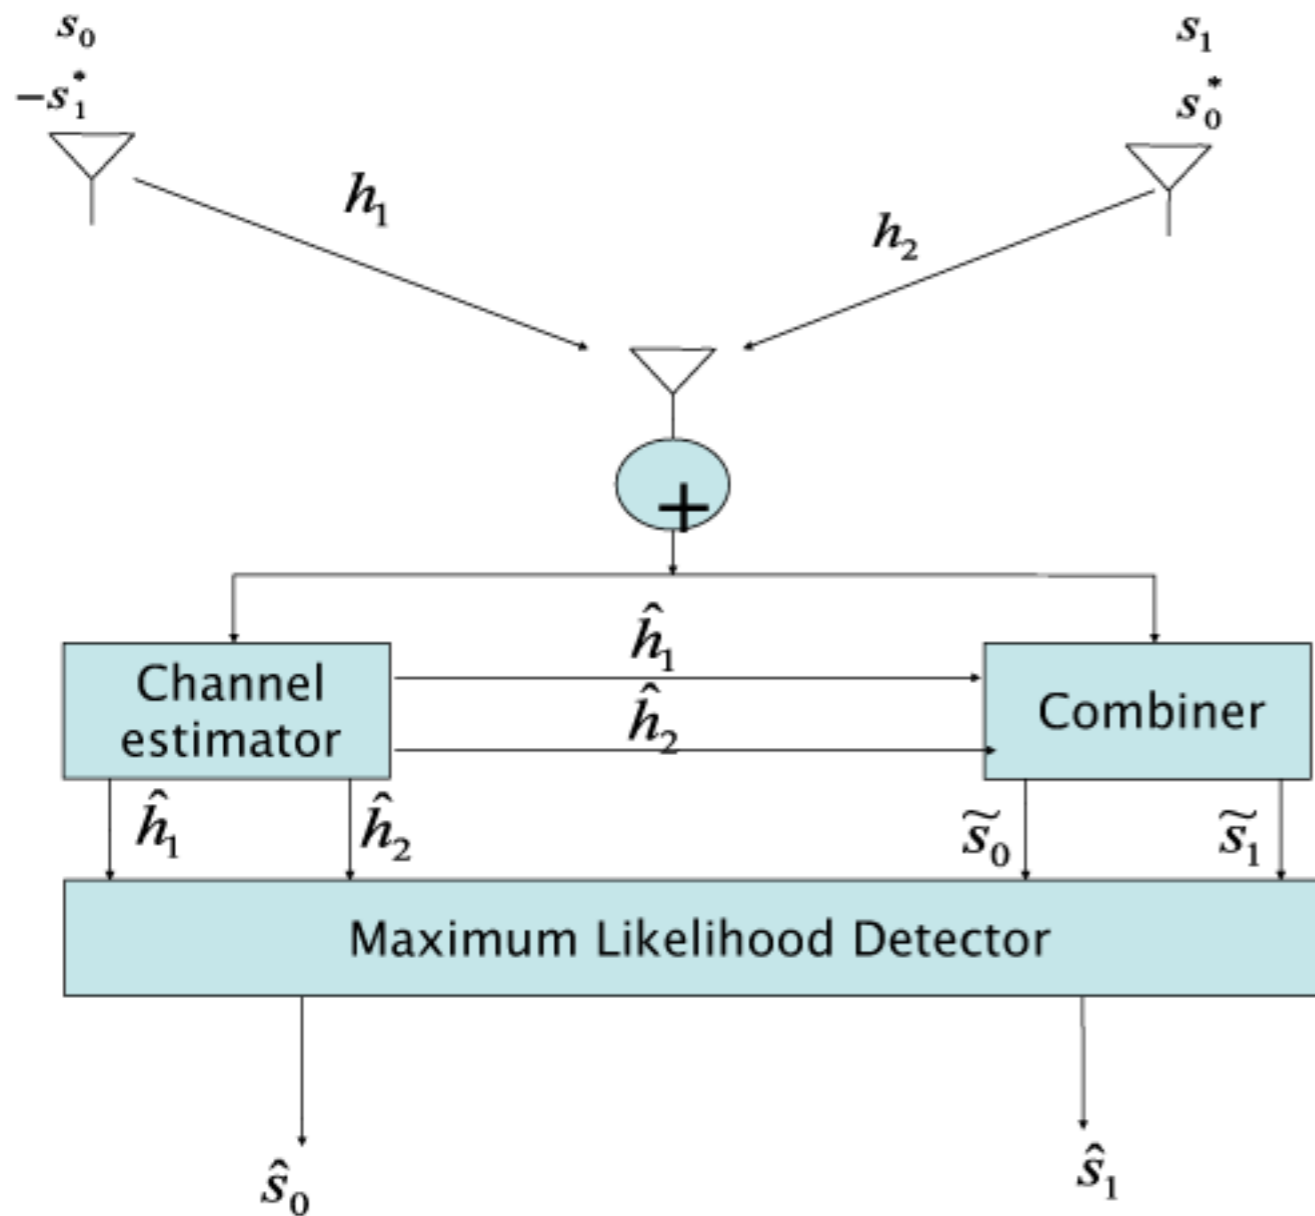 s₀
s₁
−s₁*
s₀*
h₁
h₂
+
ĥ₁
Channel
estimator
Combiner
ĥ₂
ĥ₁
ĥ₂
s̃₀
s̃₁
Maximum Likelihood Detector
ŝ₀
ŝ₁